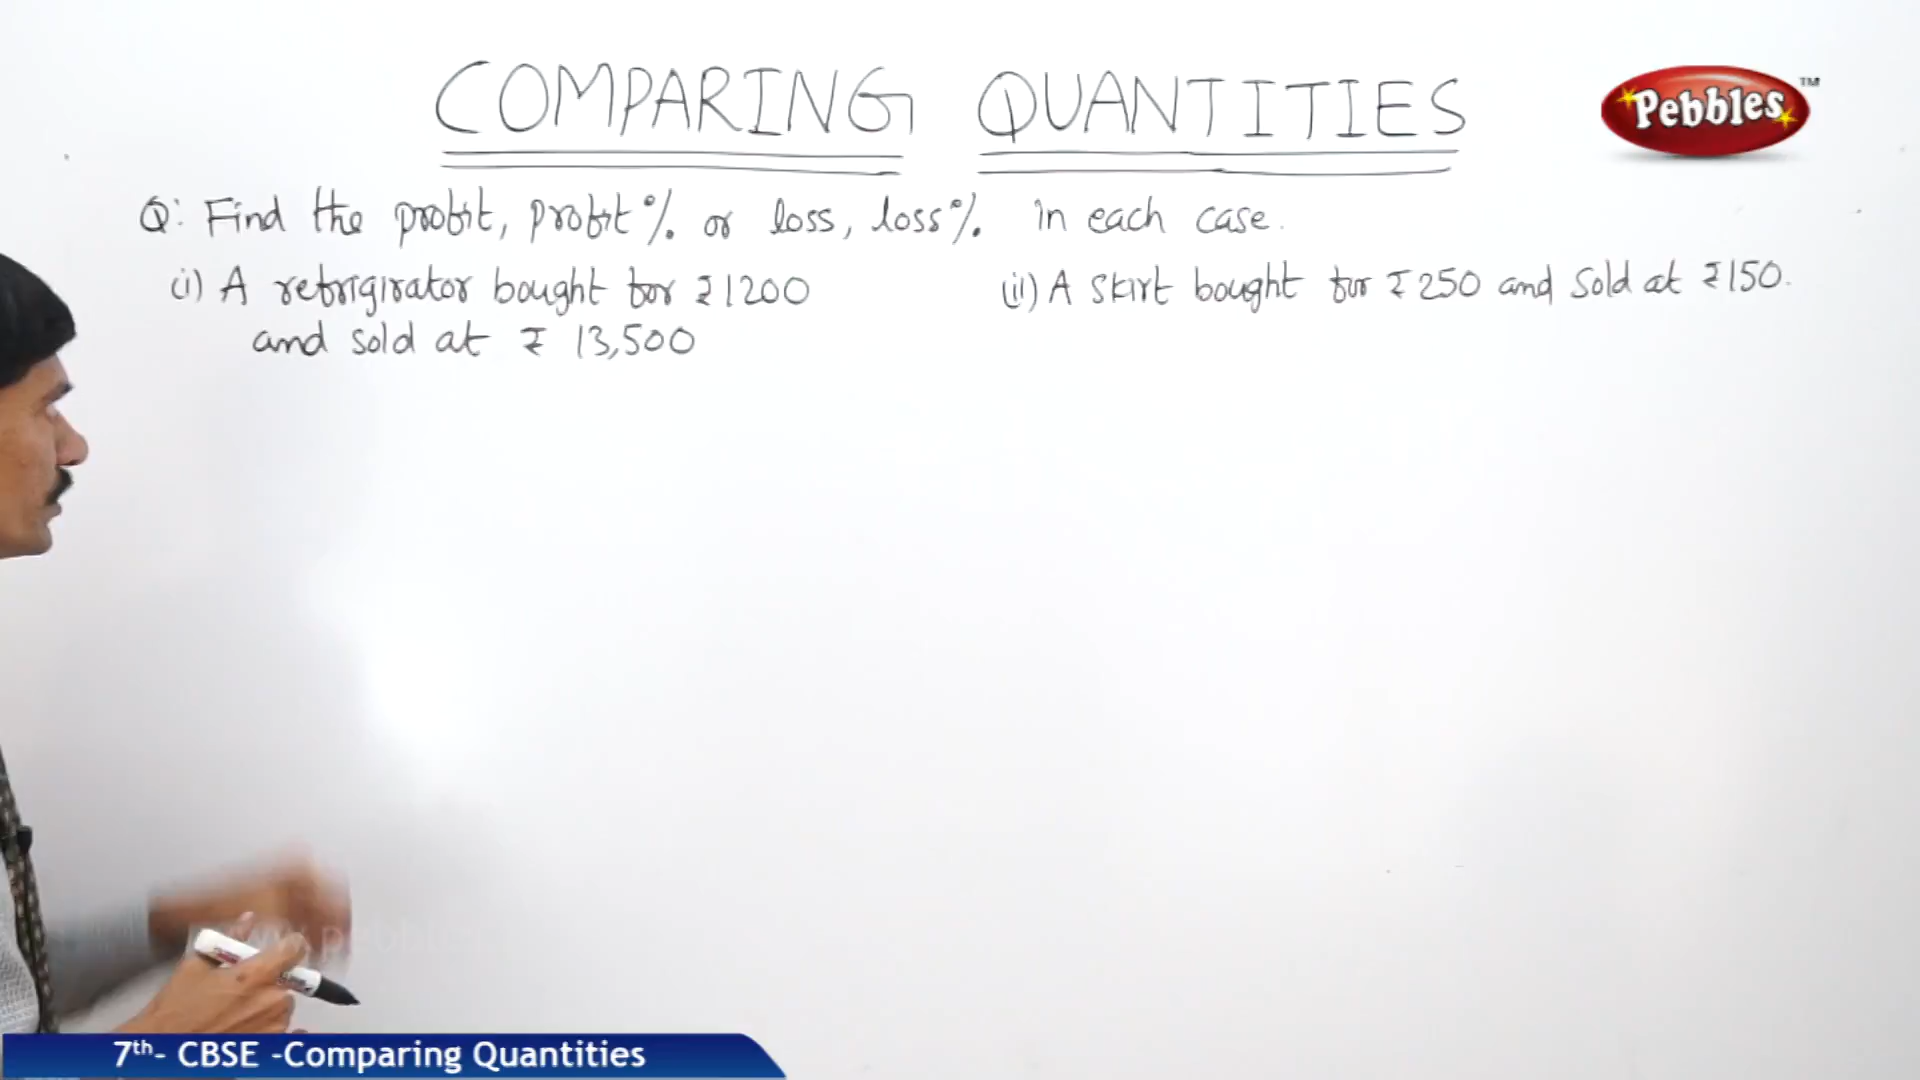 COMPARING QUANTITIES
Pebbles TM
Q: Find the profit, profit % or loss, loss % in each case.
(i) A refrigirator bought for ₹ 1200
and sold at ₹ 13,500
(ii) A skirt bought for ₹ 250 and sold at ₹ 150.
7th- CBSE -Comparing Quantities